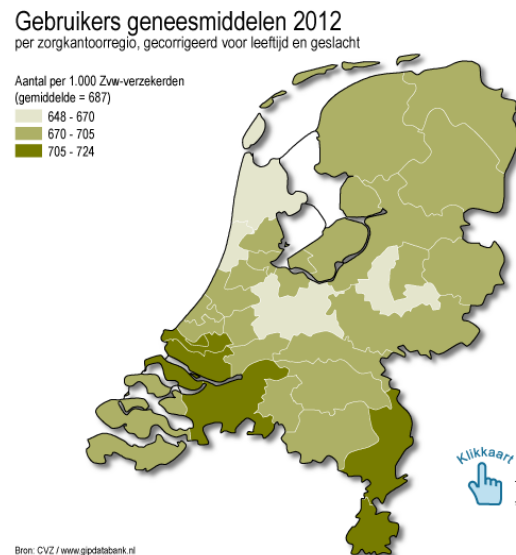 Gebruikers geneesmiddelen 2012
per zorgkantoorregio, gecorrigeerd voor leeftijd en geslacht
Aantal per 1.000 Zvw-verzekerden
(gemiddelde = 687)
648 - 670
670 - 705
705 - 724
Klikkaart
Bron: CVZ / www.gipdatabank.nl